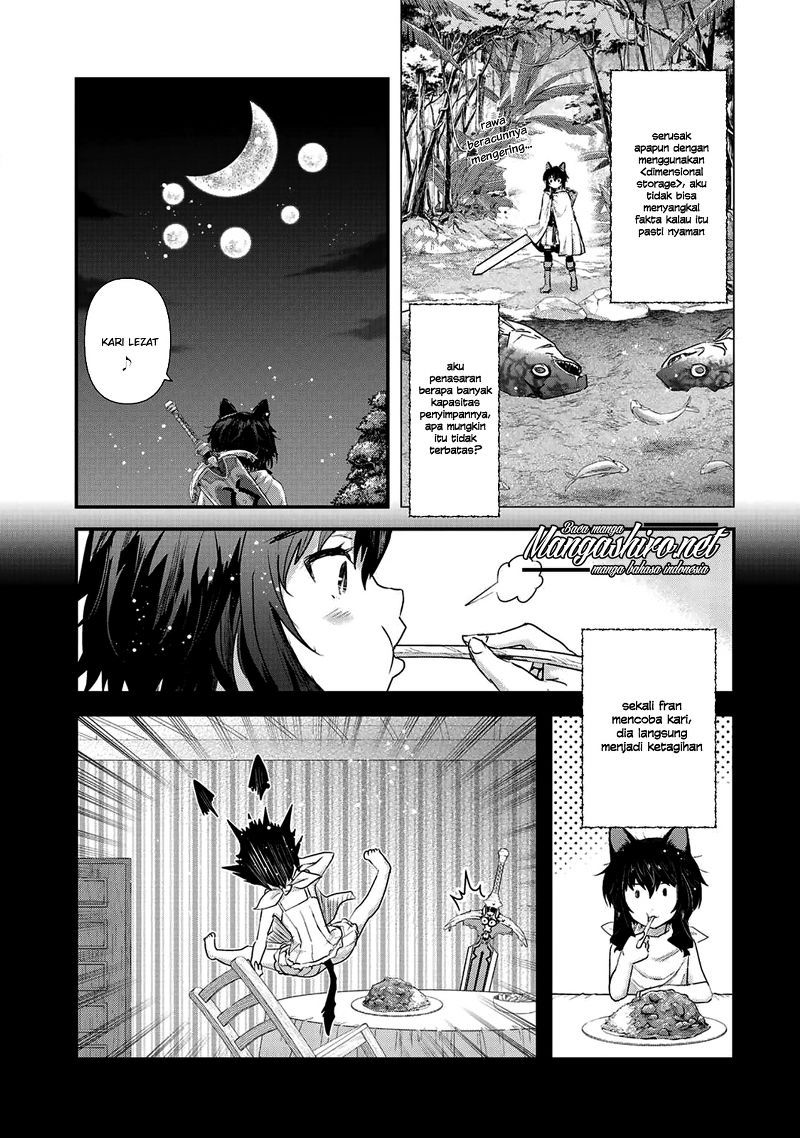 serusak
apapun dengan
menggunakan
<dimensional
storage>, aku
tidak bisa
menyangkal
fakta kalau itu
pasti nyaman
rawa
beracunnya
mengering...
aku
penasaran
berapa banyak
kapasitas
penyimpannya,
apa mungkin
itu tidak
terbatas?
KARI LEZAT
♪
Baca manga
Mangashiro.net
manga bahasa indonesia
sekali fran
mencoba kari,
dia langsung
menjadi ketagihan